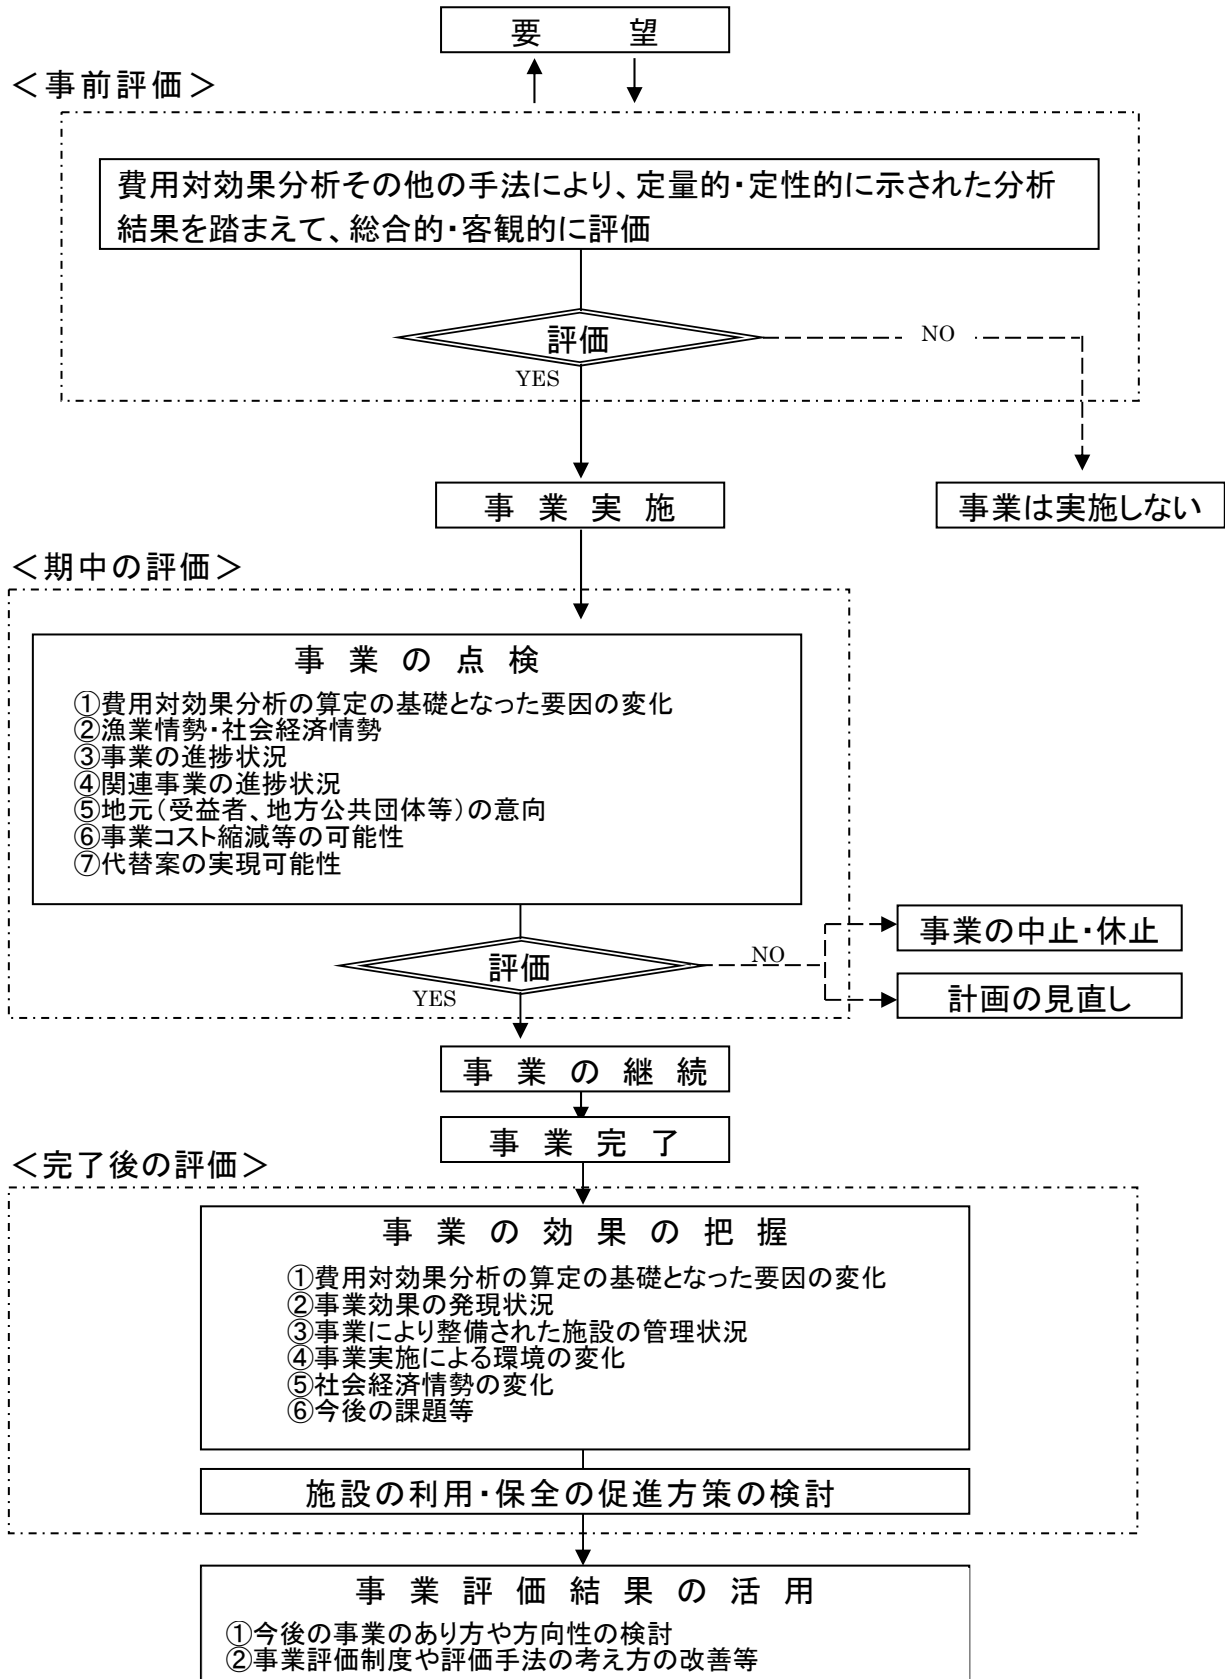 要　望
＜事前評価＞
費用対効果分析その他の手法により、定量的・定性的に示された分析
結果を踏まえて、総合的・客観的に評価
評価
NO
YES
事 業 実 施
事業は実施しない
＜期中の評価＞
事 業 の 点 検
①費用対効果分析の算定の基礎となった要因の変化
②漁業情勢・社会経済情勢
③事業の進捗状況
④関連事業の進捗状況
⑤地元（受益者、地方公共団体等）の意向
⑥事業コスト縮減等の可能性
⑦代替案の実現可能性
事業の中止・休止
評価
NO
YES
計画の見直し
事 業 の 継 続
事 業 完 了
＜完了後の評価＞
事 業 の 効 果 の 把 握
①費用対効果分析の算定の基礎となった要因の変化
②事業効果の発現状況
③事業により整備された施設の管理状況
④事業実施による環境の変化
⑤社会経済情勢の変化
⑥今後の課題等
施設の利用・保全の促進方策の検討
事 業 評 価 結 果 の 活 用
①今後の事業のあり方や方向性の検討
②事業評価制度や評価手法の考え方の改善等